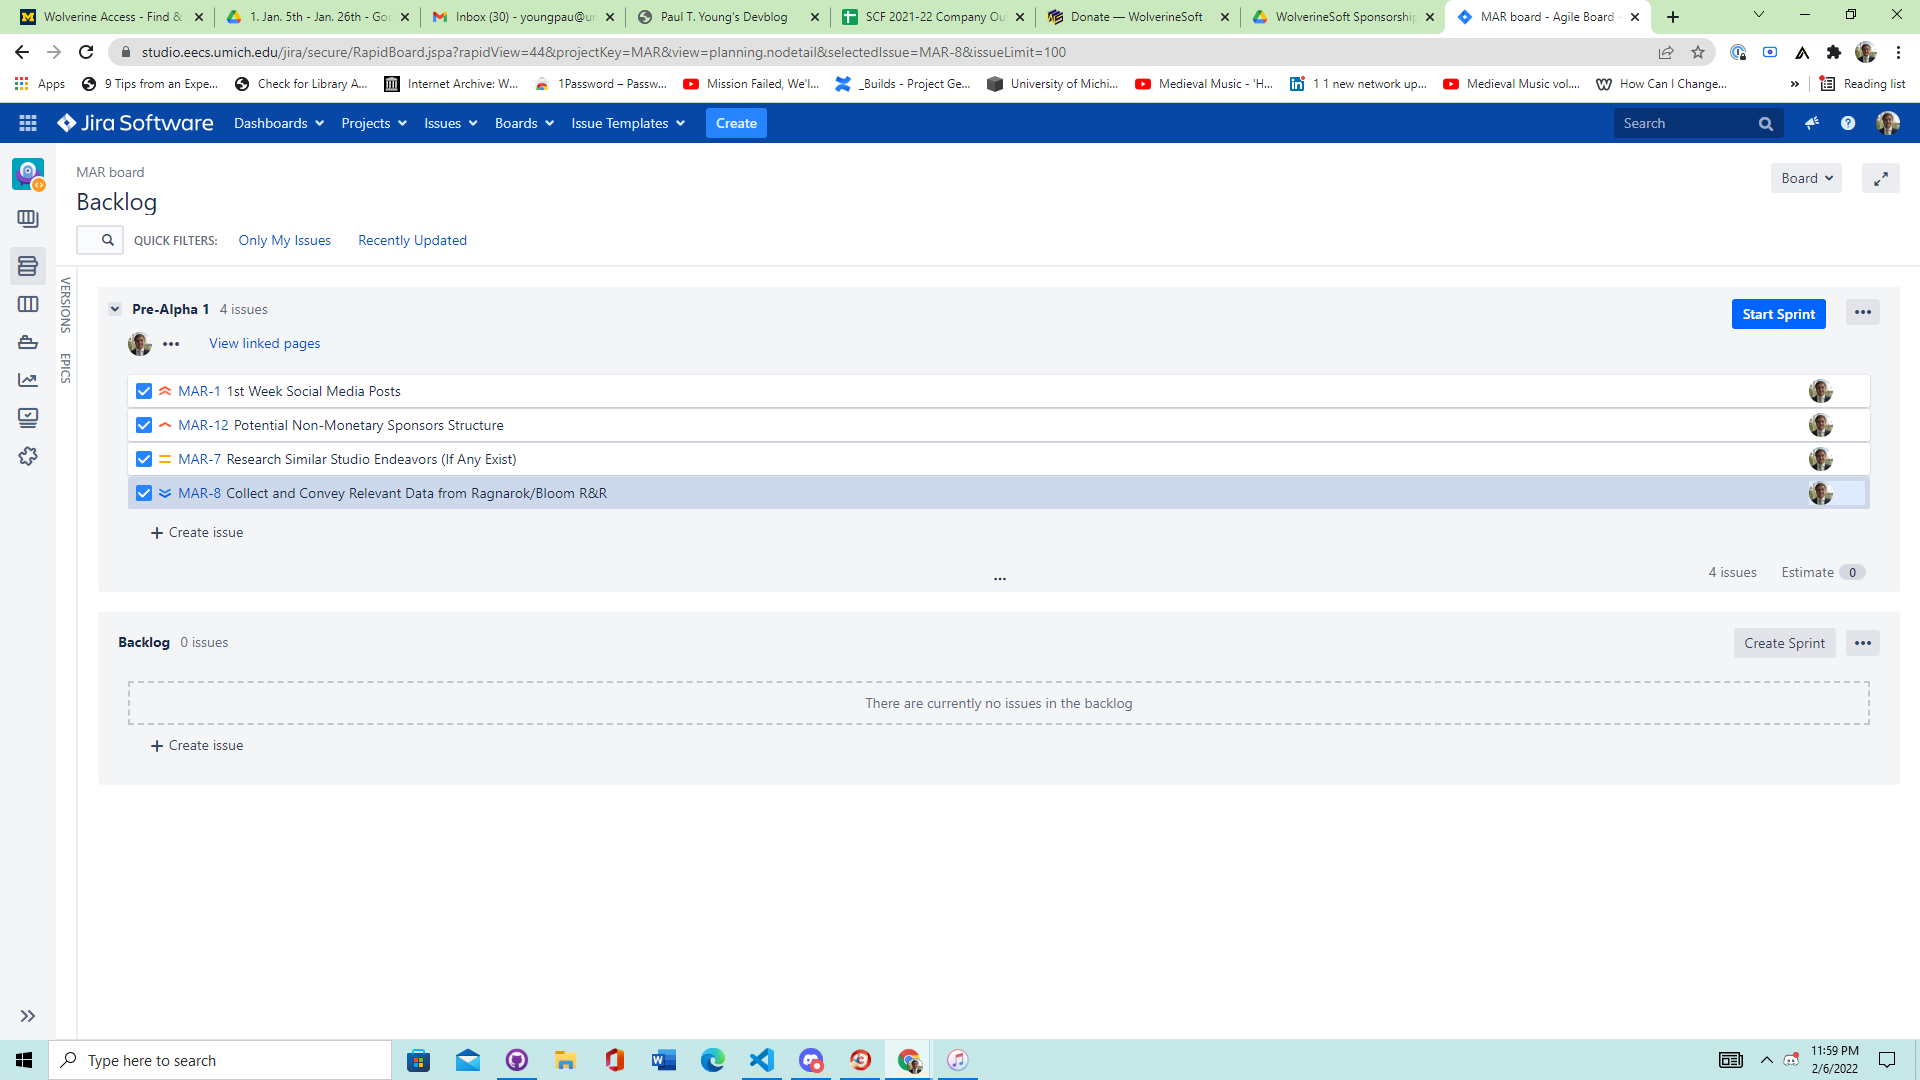 Wolverine Access - Find &
1. Jan. 5th - Jan. 26th - Goo
Inbox (30) - youngpau@um
Paul T. Young's Devblog
SCF 2021-22 Company Ou
Donate — WolverineSoft
WolverineSoft Sponsorship
MAR board - Agile Board -
studio.eecs.umich.edu/jira/secure/RapidBoard.jspa?rapidView=44&projectKey=MAR&view=planning.nodetail&selectedIssue=MAR-8&issueLimit=100
Apps
9 Tips from an Expe...
Check for Library A...
Internet Archive: W...
1Password – Passw...
Mission Failed, We'l...
_Builds - Project Ge...
University of Michi...
Medieval Music - 'H...
1 1 new network up...
Medieval Music vol....
How Can I Change...
»
Reading list
Jira Software
Dashboards
Projects
Issues
Boards
Issue Templates
Create
Search
MAR board
Board
Backlog
QUICK FILTERS:
Only My Issues
Recently Updated
VERSIONS
EPICS
Pre-Alpha 1 4 issues
Start Sprint
View linked pages
MAR-1 1st Week Social Media Posts
MAR-12 Potential Non-Monetary Sponsors Structure
MAR-7 Research Similar Studio Endeavors (If Any Exist)
MAR-8 Collect and Convey Relevant Data from Ragnarok/Bloom R&R
+ Create issue
...
4 issues Estimate 0
Backlog 0 issues
Create Sprint
There are currently no issues in the backlog
+ Create issue
Type here to search
11:59 PM
2/6/2022